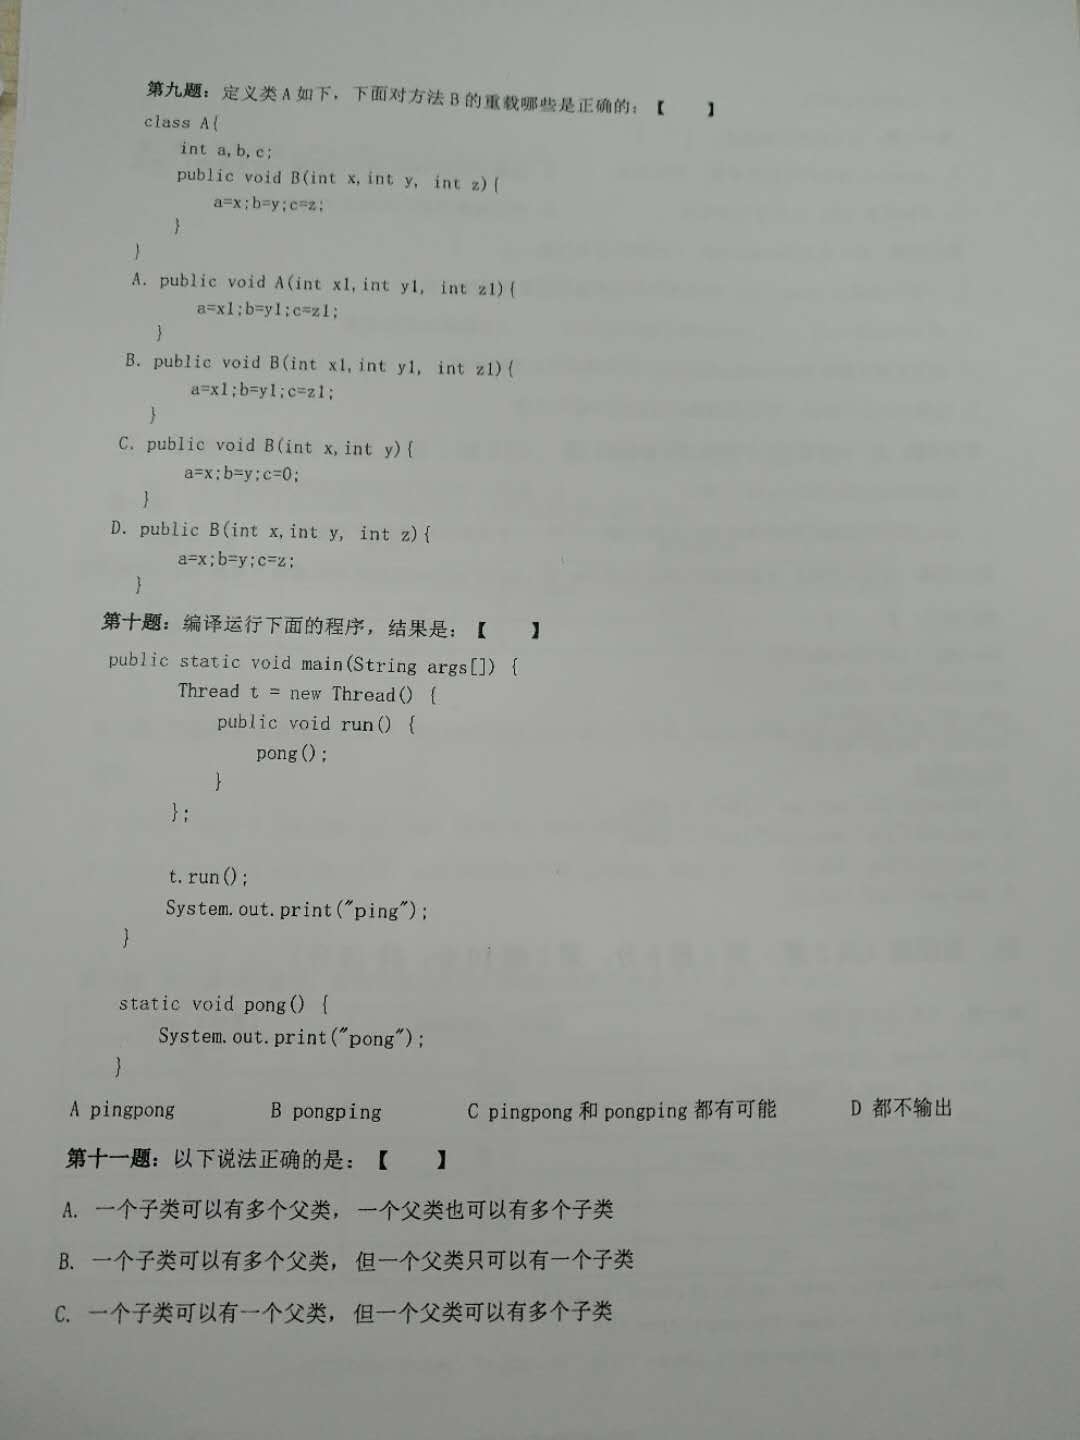 第九题：定义类 A 如下，下面对方法 B 的重载哪些是正确的：【 】
class A{
int a,b,c;
public void B(int x,int y, int z){
a=x;b=y;c=z;
}
}
A. public void A(int x1,int y1, int z1){
a=x1;b=y1;c=z1;
}
B. public void B(int x1,int y1, int z1){
a=x1;b=y1;c=z1;
}
C. public void B(int x,int y){
a=x;b=y;c=0;
}
D. public B(int x,int y, int z){
a=x;b=y;c=z;
}
第十题：编译运行下面的程序，结果是：【 】
public static void main(String args[]) {
Thread t = new Thread() {
public void run() {
pong();
}
};
t.run();
System.out.print("ping");
}
static void pong() {
System.out.print("pong");
}
A pingpong B pongping C pingpong 和 pongping 都有可能 D 都不输出
第十一题：以下说法正确的是：【 】
A. 一个子类可以有多个父类，一个父类也可以有多个子类
B. 一个子类可以有多个父类，但一个父类只可以有一个子类
C. 一个子类可以有一个父类，但一个父类可以有多个子类